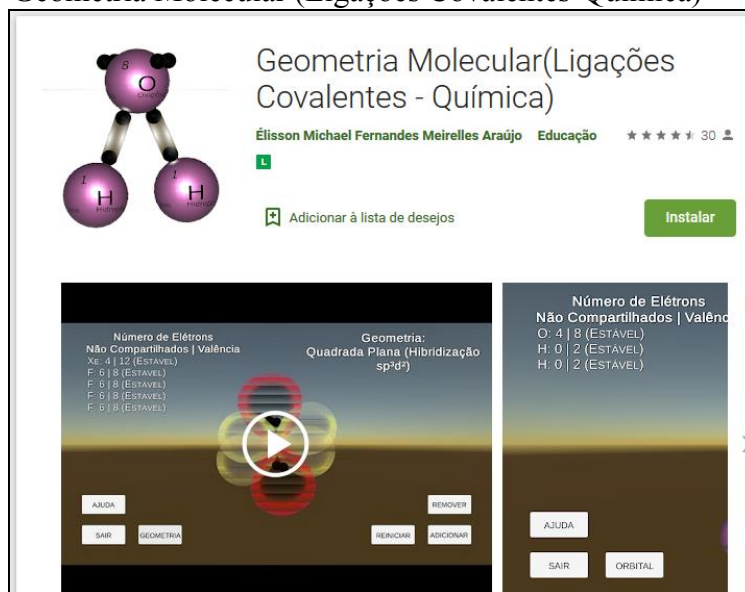 Geometria Molecular (Ligações Covalentes-Química)
Geometria Molecular(Ligações
Covalentes - Química)
Élisson Michael Fernandes Meirelles Araújo Educação 30
L
Adicionar à lista de desejos
Instalar
8
O
1
H
1
H
Número de Elétrons
Não Compartilhados | Valência
XE: 4 | 12 (ESTÁVEL)
F: 6 | 8 (ESTÁVEL)
F: 6 | 8 (ESTÁVEL)
F: 6 | 8 (ESTÁVEL)
F: 6 | 8 (ESTÁVEL)
Geometria:
Quadrada Plana (Hibridização
sp³d²)
AJUDA
SAIR GEOMETRIA
REMOVER
REINICIAR ADICIONAR
Número de Elétrons
Não Compartilhados | Valênc
O: 4 | 8 (ESTÁVEL)
H: 0 | 2 (ESTÁVEL)
H: 0 | 2 (ESTÁVEL)
AJUDA
SAIR ORBITAL